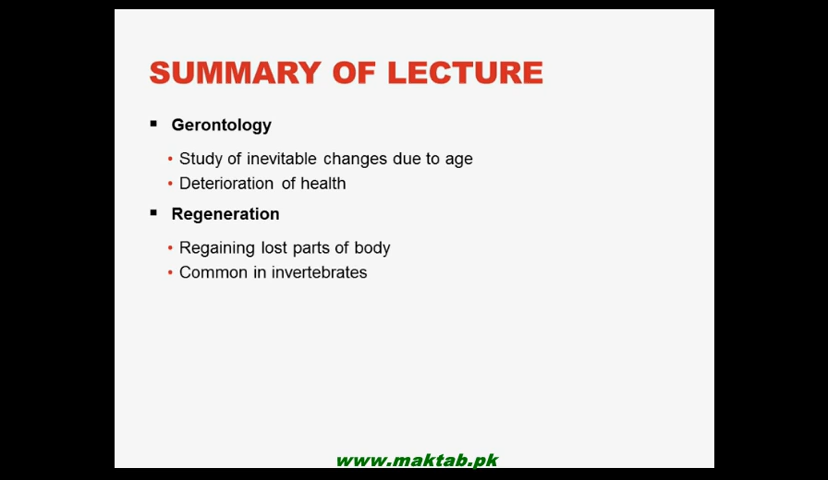 SUMMARY OF LECTURE
▪ Gerontology
• Study of inevitable changes due to age
• Deterioration of health
▪ Regeneration
• Regaining lost parts of body
• Common in invertebrates
www.maktab.pk